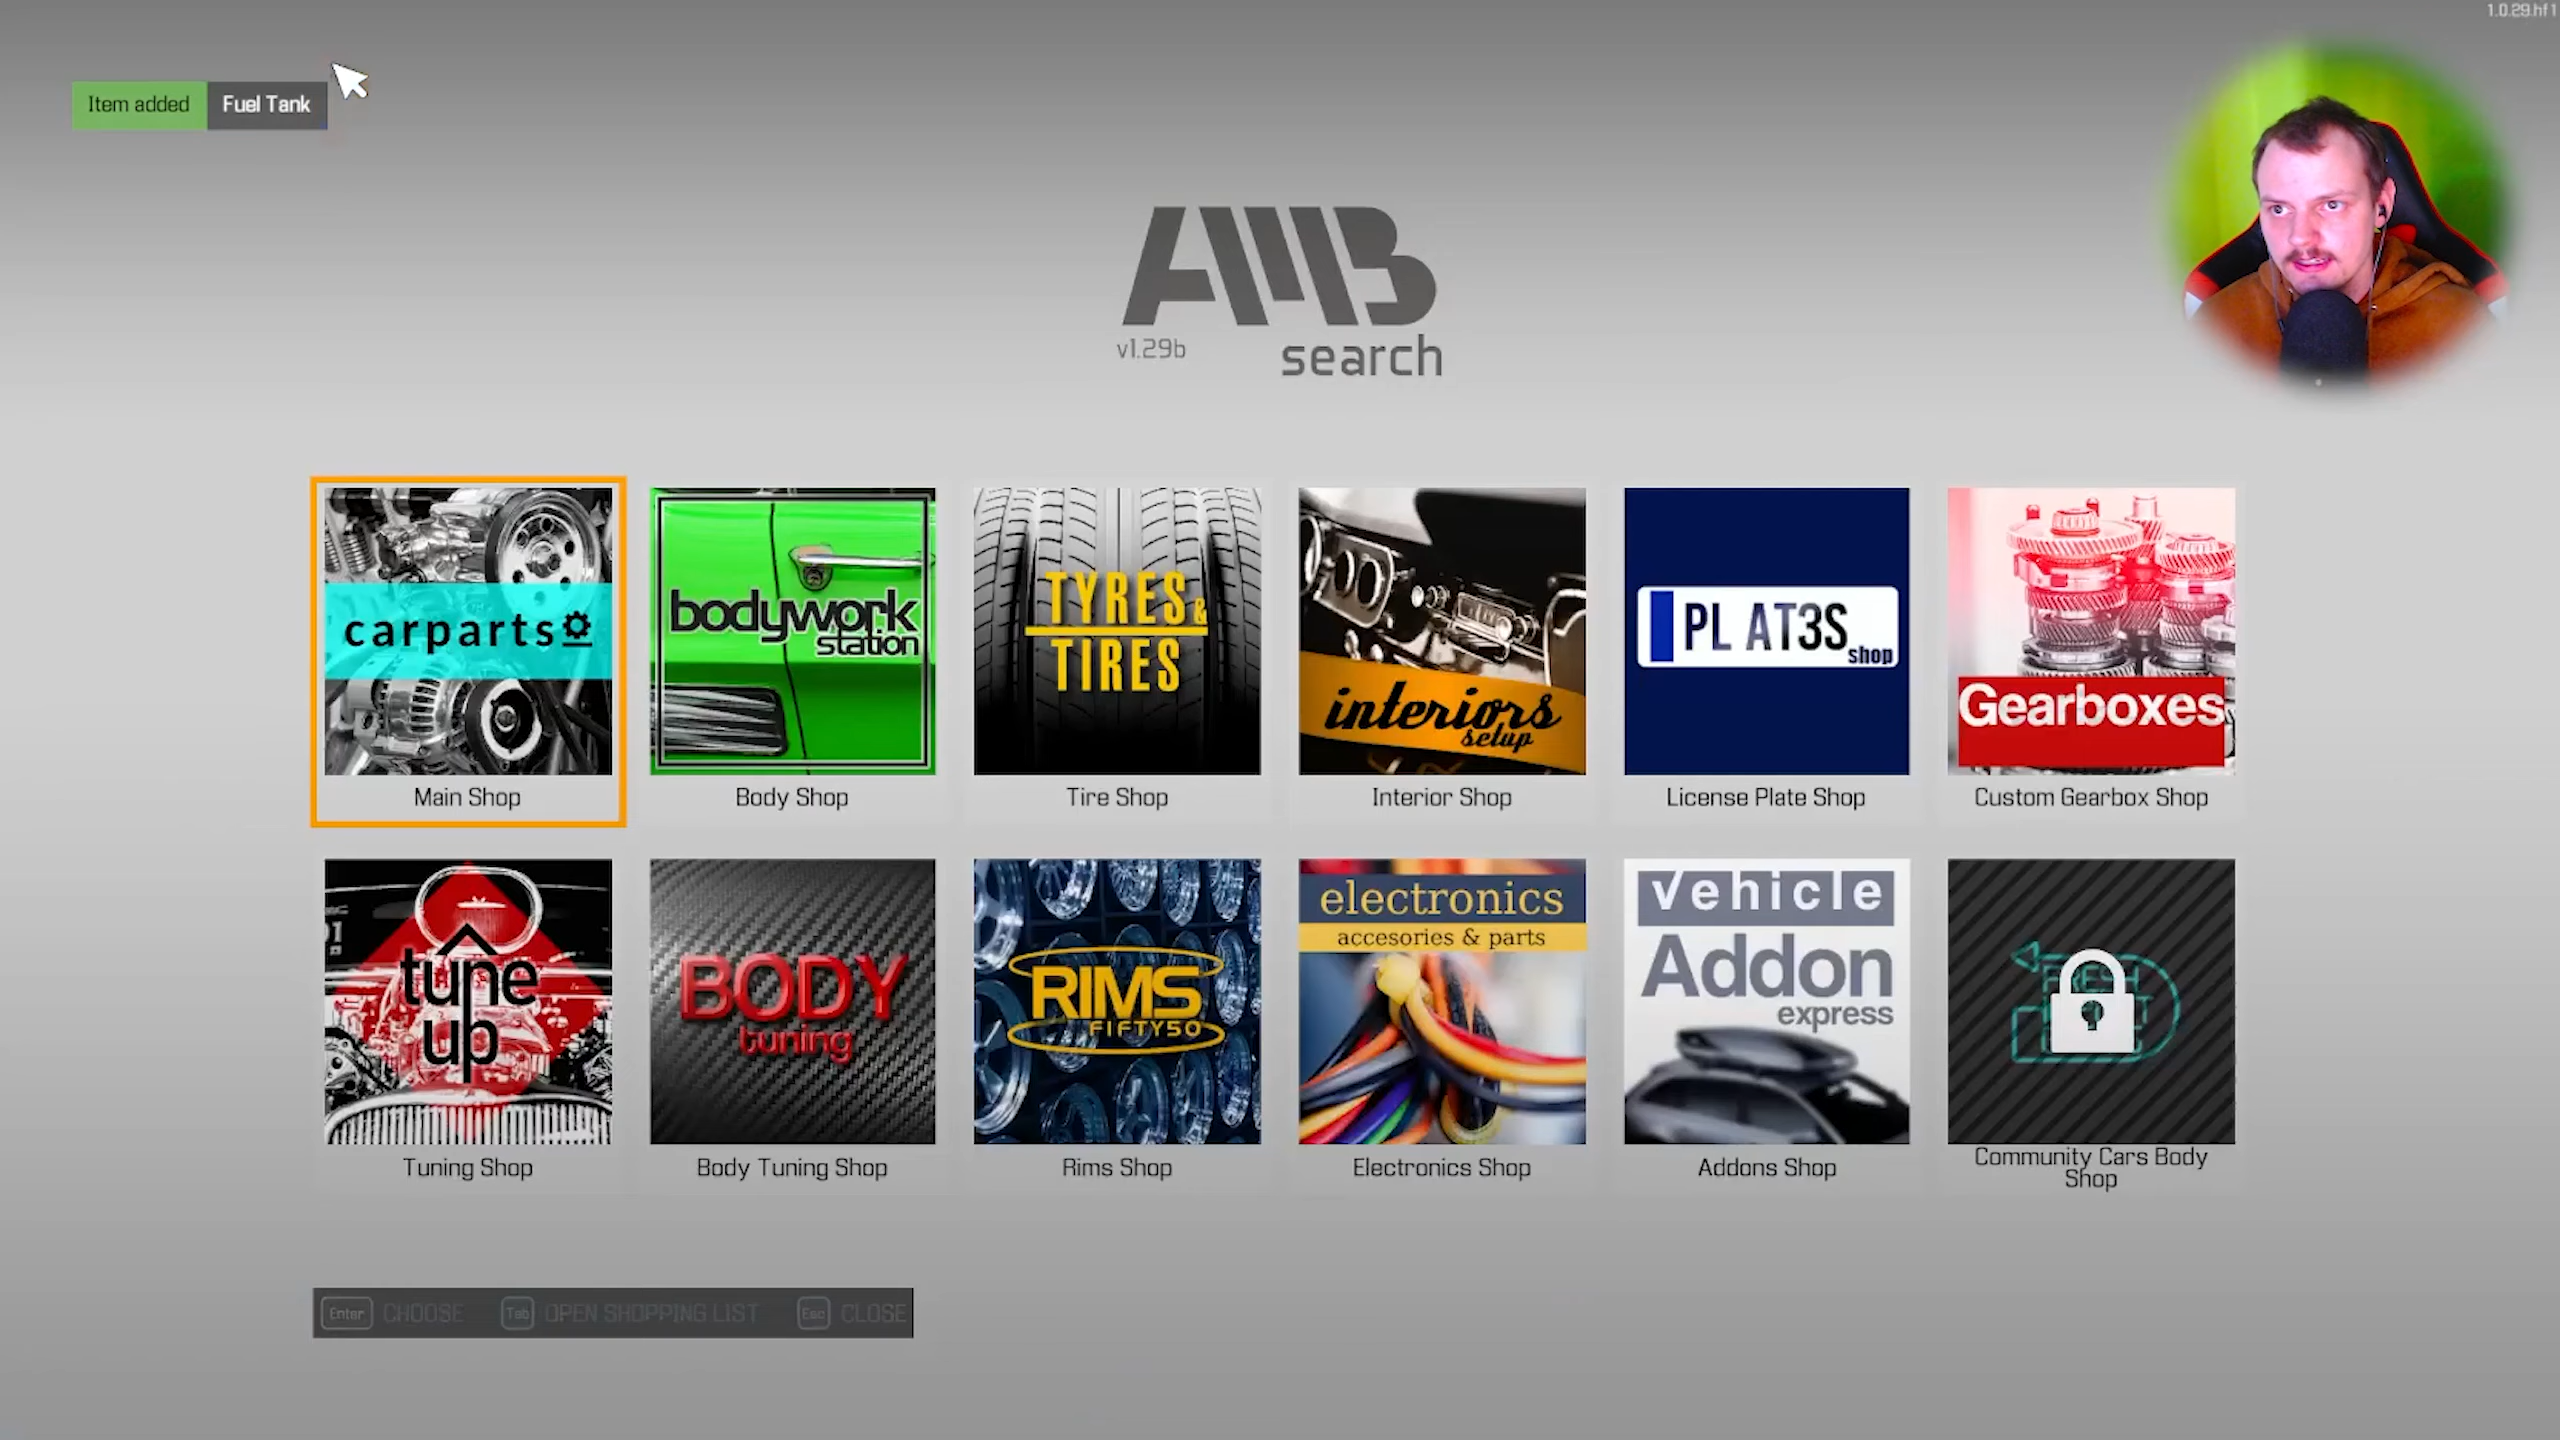 1.0.29.hf1
Item added Fuel Tank
AMB
v1.29b
search
carparts
Main Shop
bodywork
station
Body Shop
TYRES &
TIRES
Tire Shop
interiors
setup
Interior Shop
PL AT3S
shop
License Plate Shop
Gearboxes
Custom Gearbox Shop
tune
up
Tuning Shop
BODY
tuning
Body Tuning Shop
RIMS
FIFTY50
Rims Shop
electronics
accesories & parts
Electronics Shop
vehicle
Addon
express
Addons Shop
Community Cars Body
Shop
Enter CHOOSE Tab OPEN SHOPPING LIST Esc CLOSE